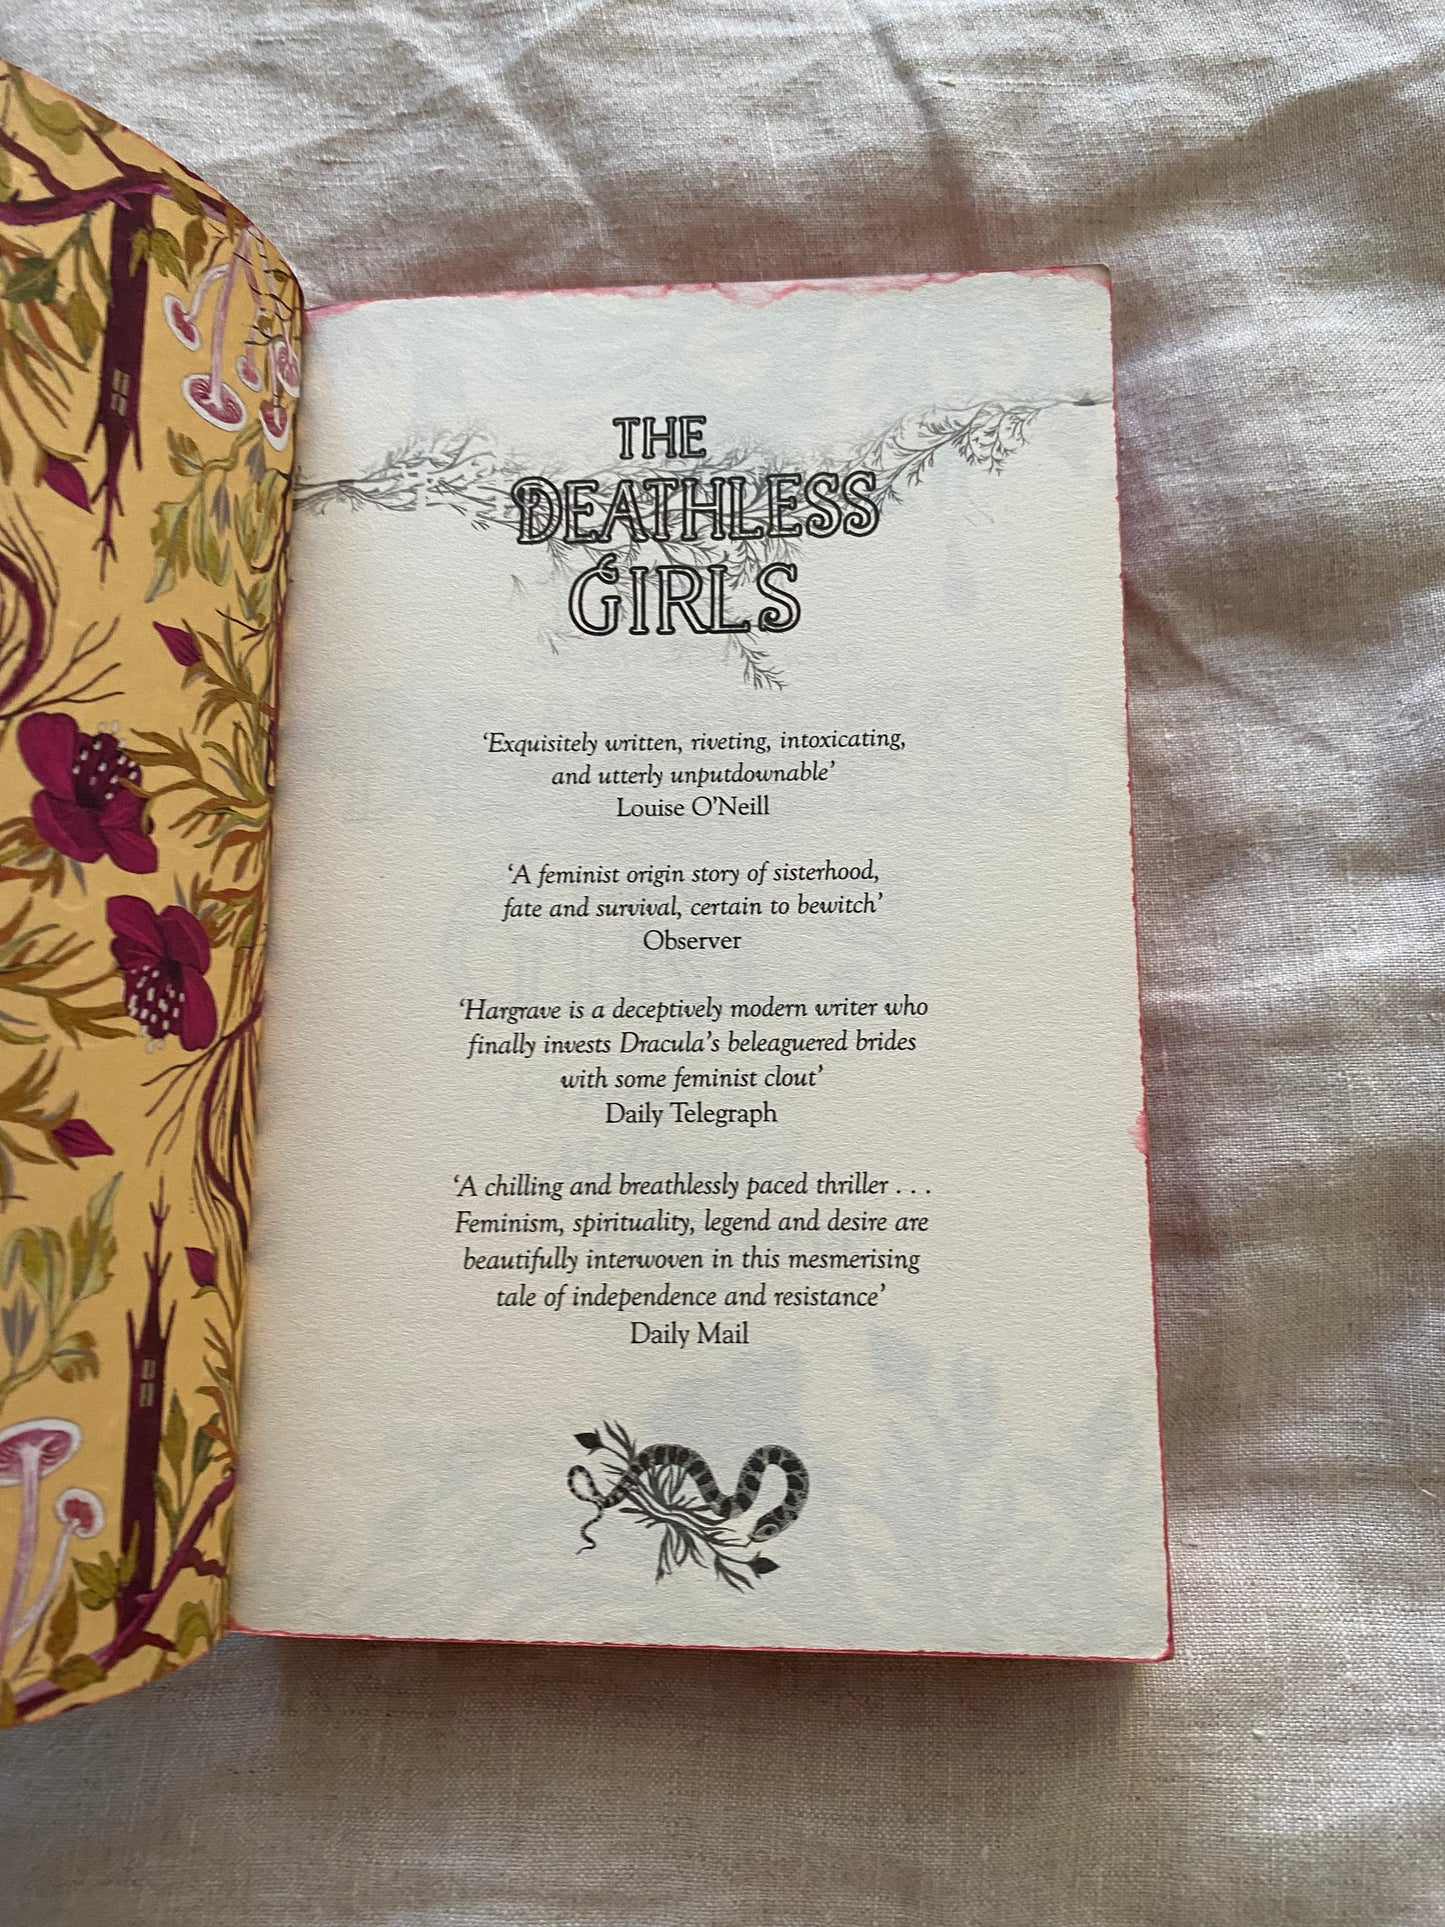 THE
DEATHLESS
GIRLS
‘Exquisitely written, riveting, intoxicating,
and utterly unputdownable’
Louise O’Neill
‘A feminist origin story of sisterhood,
fate and survival, certain to bewitch’
Observer
‘Hargrave is a deceptively modern writer who
finally invests Dracula’s beleaguered brides
with some feminist clout’
Daily Telegraph
‘A chilling and breathlessly paced thriller . . .
Feminism, spirituality, legend and desire are
beautifully interwoven in this mesmerising
tale of independence and resistance’
Daily Mail